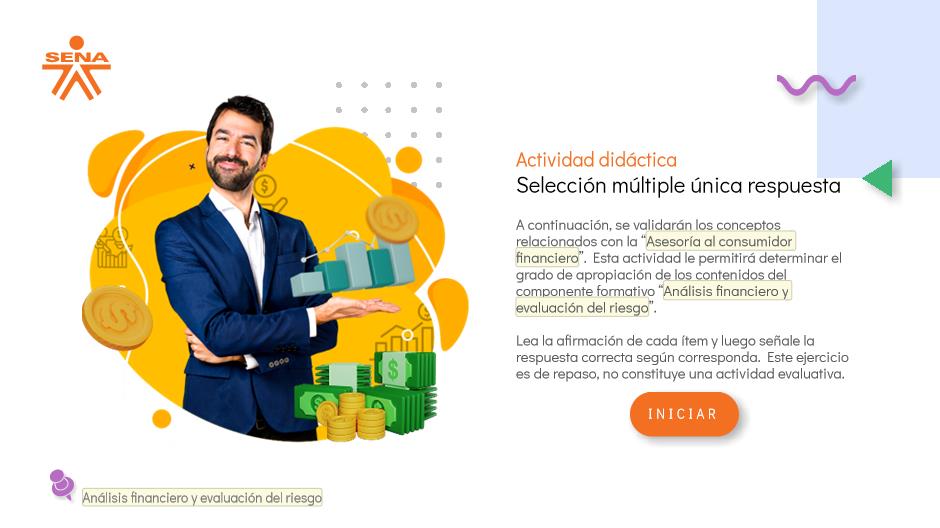 SENA
Actividad didáctica
Selección múltiple única respuesta
A continuación, se validarán los conceptos
relacionados con la “Asesoría al consumidor
financiero”. Esta actividad le permitirá determinar el
grado de apropiación de los contenidos del
componente formativo “Análisis financiero y
evaluación del riesgo”.
Lea la afirmación de cada ítem y luego señale la
respuesta correcta según corresponda. Este ejercicio
es de repaso, no constituye una actividad evaluativa.
INICIAR
Análisis financiero y evaluación del riesgo